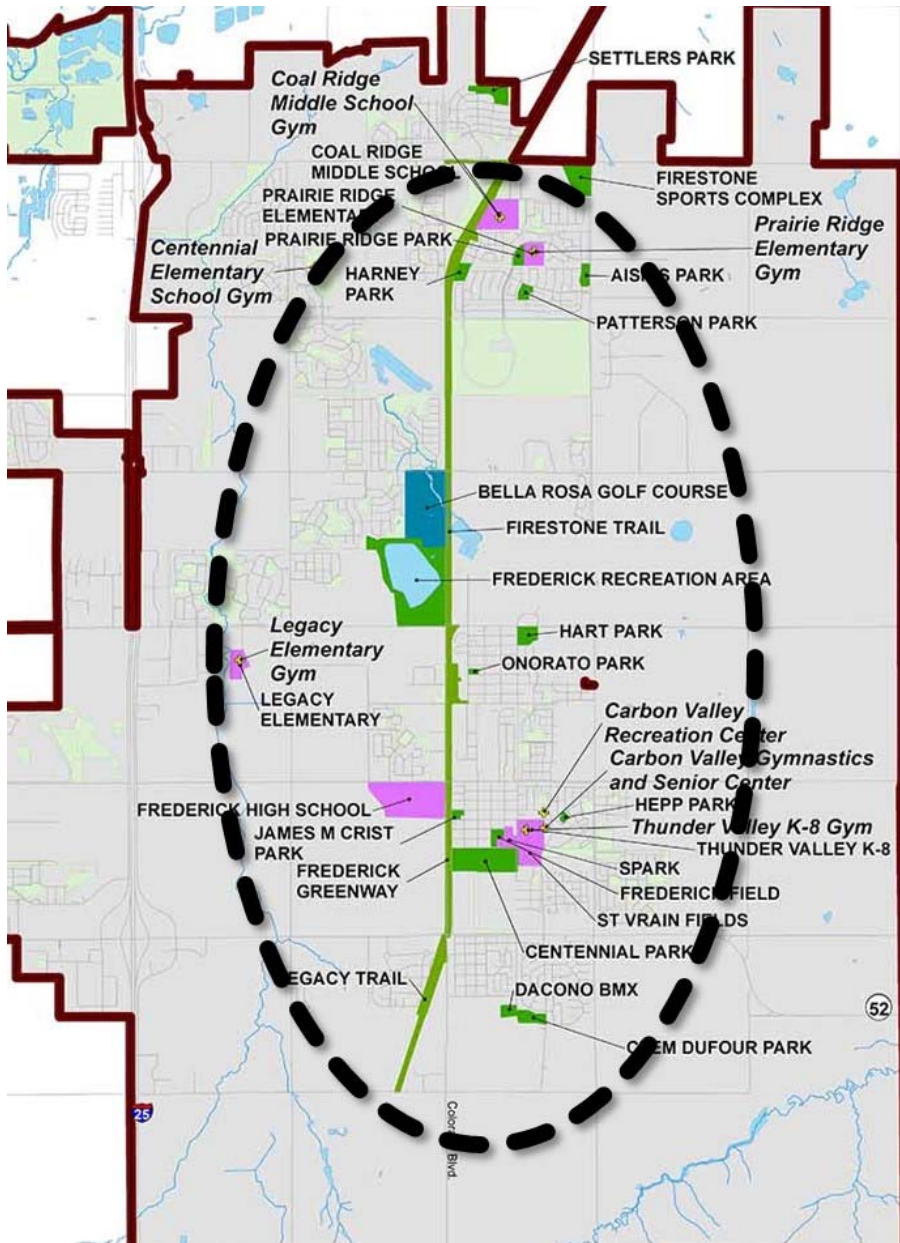 SETTLERS PARK
Coal Ridge
Middle School
Gym
COAL RIDGE
MIDDLE SCHOOL
FIRESTONE
SPORTS COMPLEX
PRAIRIE RIDGE
ELEMENTARY
Prairie Ridge
Elementary
Gym
Centennial
Elementary
School Gym
PRAIRIE RIDGE PARK
HARNEY
PARK
PARK
PATTERSON PARK
BELLA ROSA GOLF COURSE
FIRESTONE TRAIL
FREDERICK RECREATION AREA
HART PARK
Legacy
Elementary
Gym
ONORATO PARK
LEGACY
ELEMENTARY
Carbon Valley
Recreation Center
Carbon Valley Gymnastics
and Senior Center
FREDERICK HIGH SCHOOL
HEPP PARK
JAMES M CRIST
PARK
Thunder Valley K-8 Gym
THUNDER VALLEY K-8
FREDERICK
GREENWAY
SPARK
FREDERICK FIELD
ST VRAIN FIELDS
CENTENNIAL PARK
LEGACY TRAIL
DACONO BMX
52
DUFOUR PARK
25
Blvd.